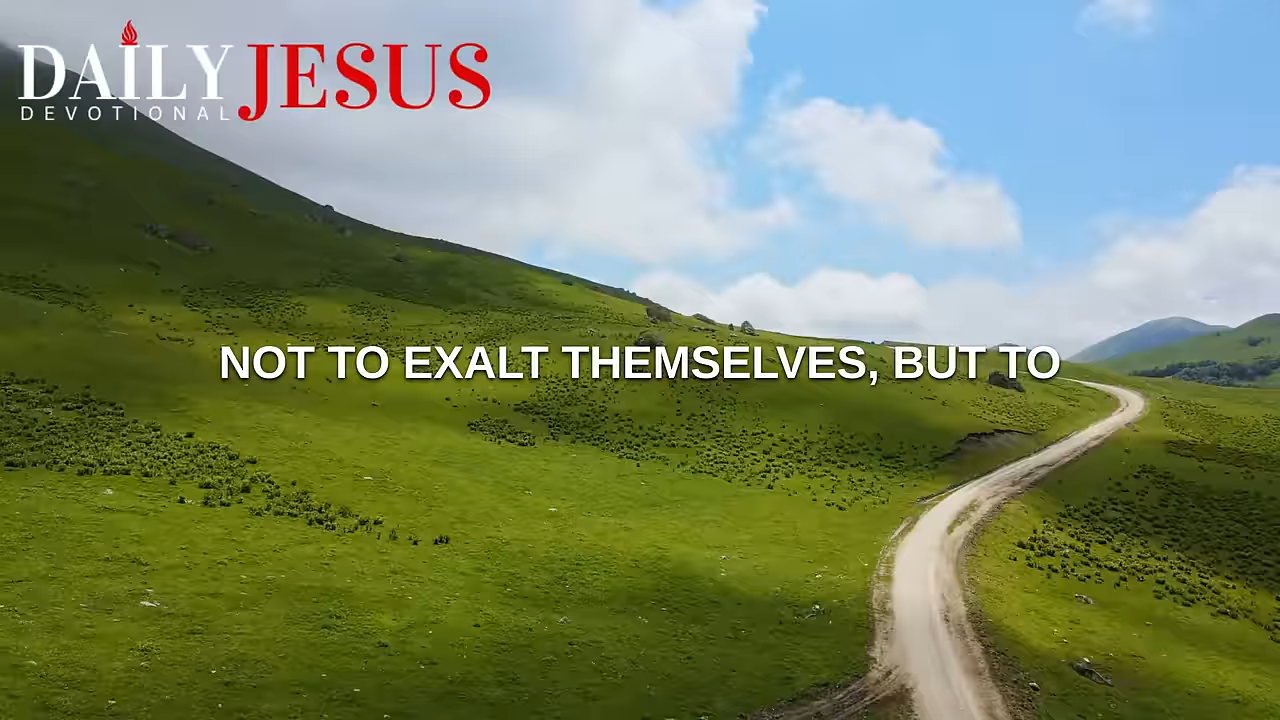 DAILY JESUS
DEVOTIONAL
NOT TO EXALT THEMSELVES, BUT TO